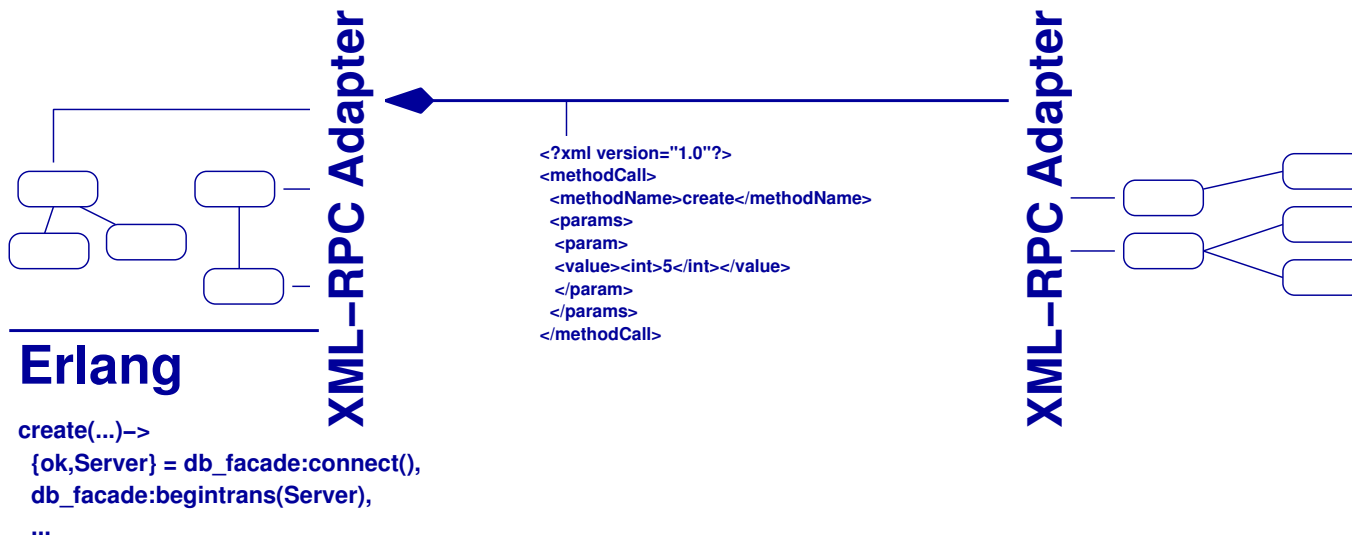 XML–RPC Adapter
XML–RPC Adapter
<?xml version="1.0"?>
<methodCall>
<methodName>create</methodName>
<params>
<param>
<value><int>5</int></value>
</param>
</params>
</methodCall>
Erlang
create(...)–>
{ok,Server} = db_facade:connect(),
db_facade:begintrans(Server),
...